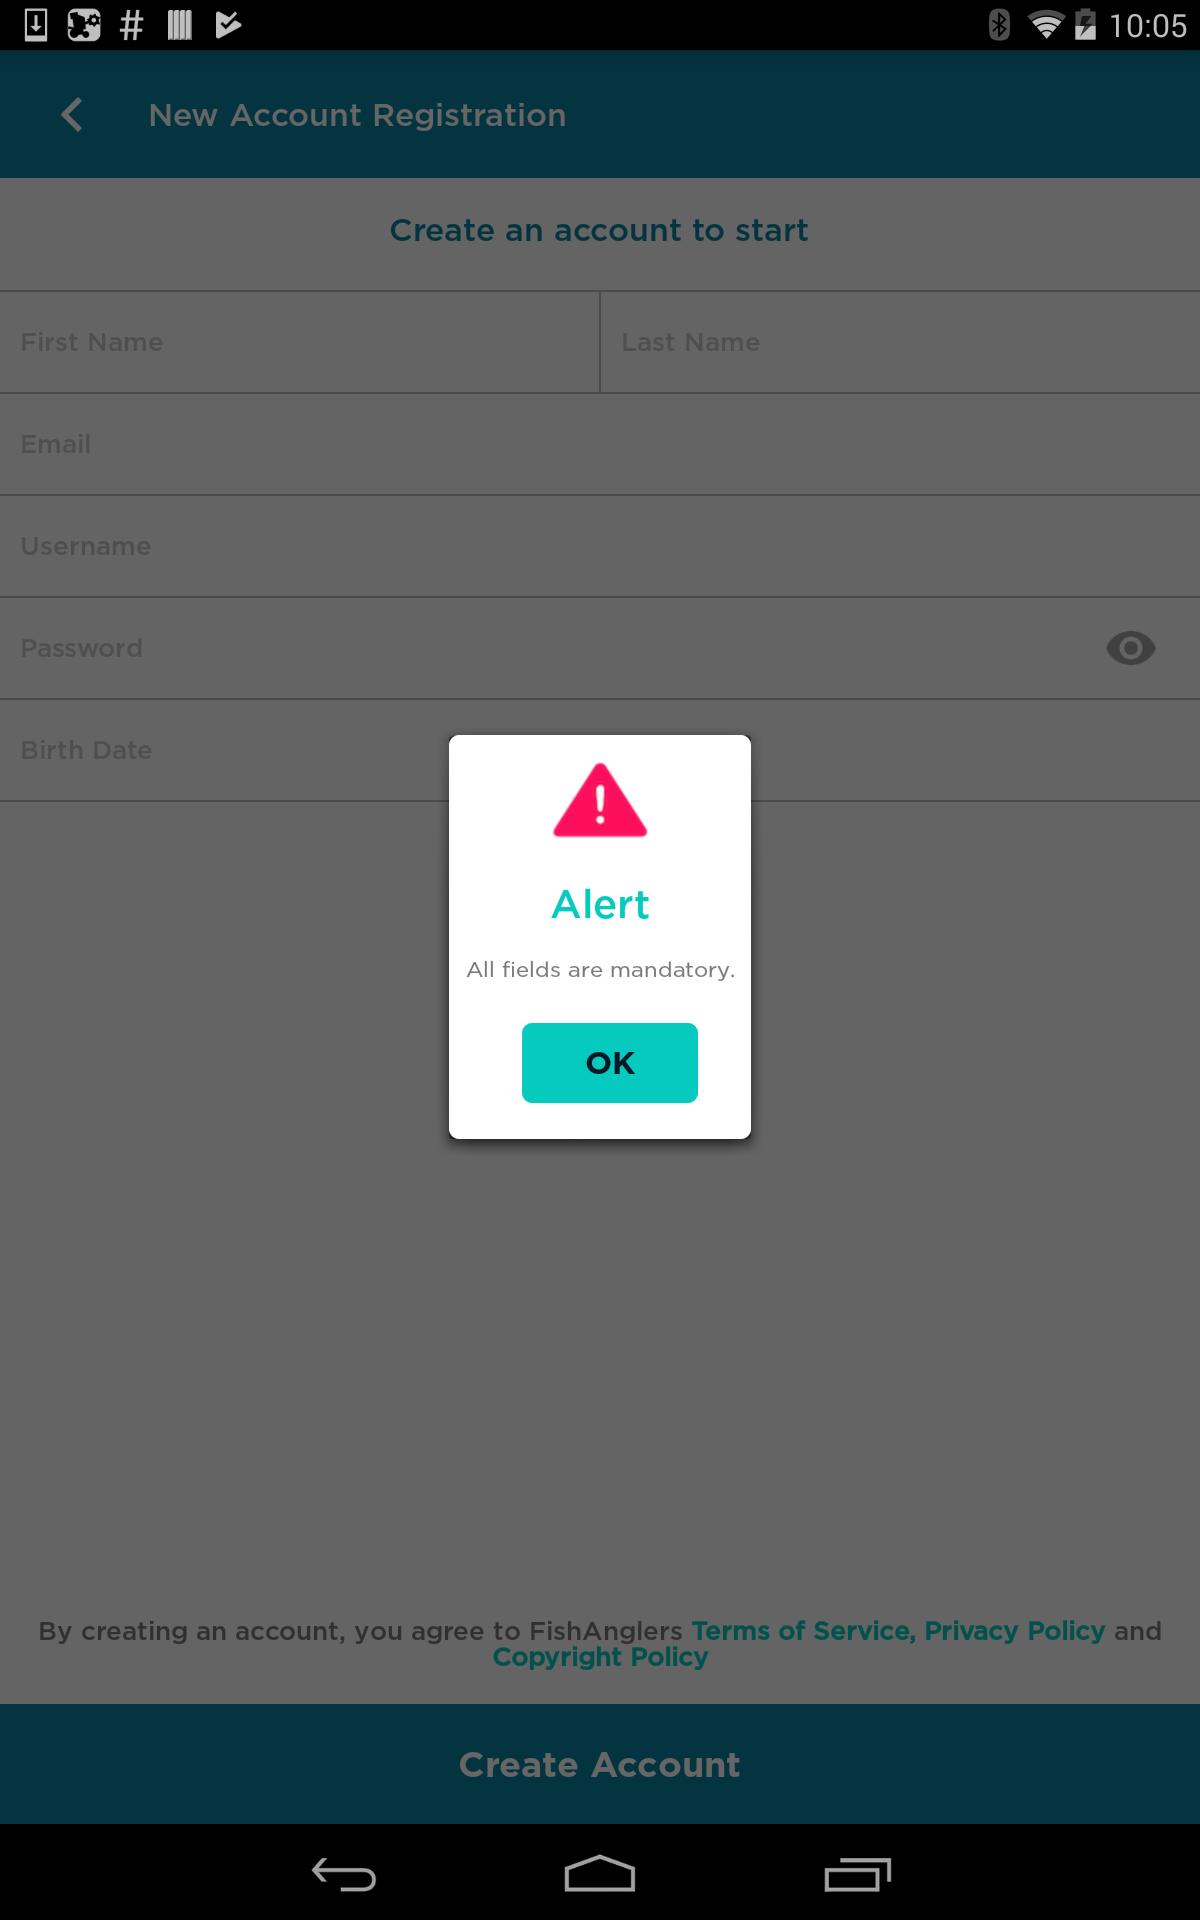 10:05
New Account Registration
Create an account to start
First Name
Last Name
Email
Username
Password
Birth Date
Alert
All fields are mandatory.
OK
By creating an account, you agree to FishAnglers Terms of Service, Privacy Policy and
Copyright Policy
Create Account